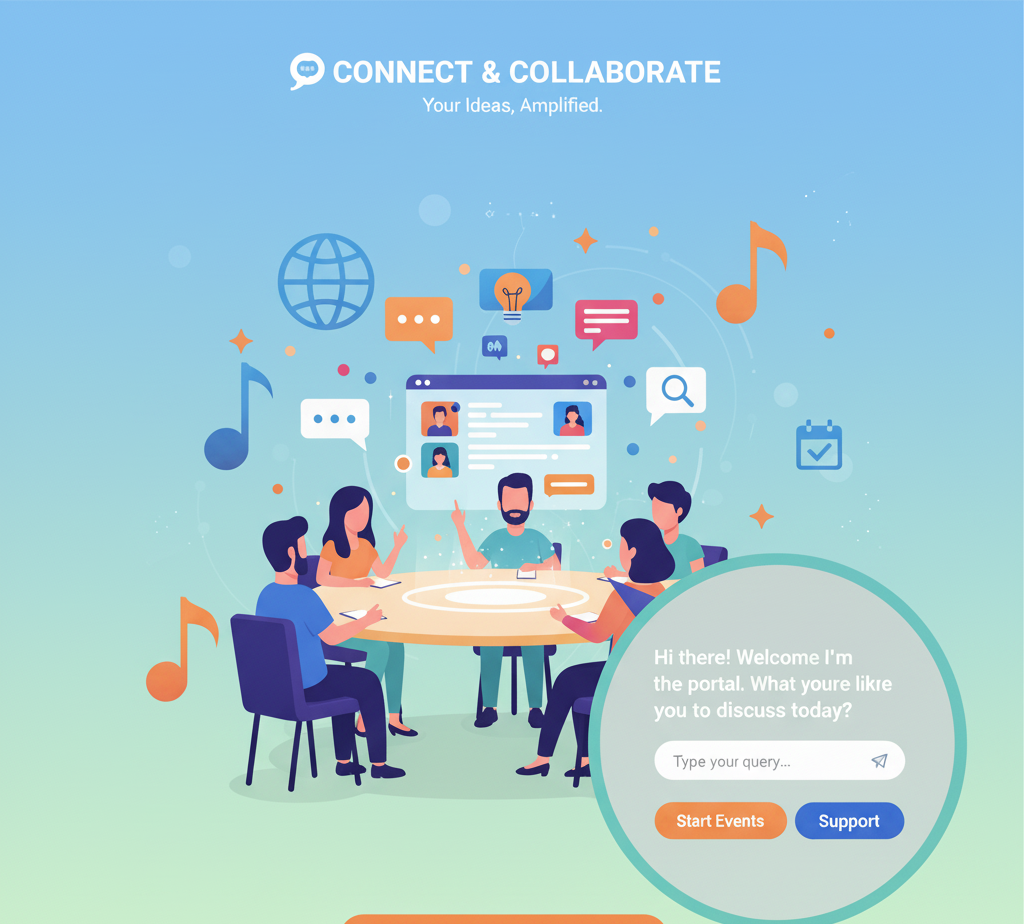 CONNECT & COLLABORATE
Your Ideas, Amplified.
Hi there! Welcome I'm
the portal. What youre likre
you to discuss today?
Type your query...
Start Events
Support